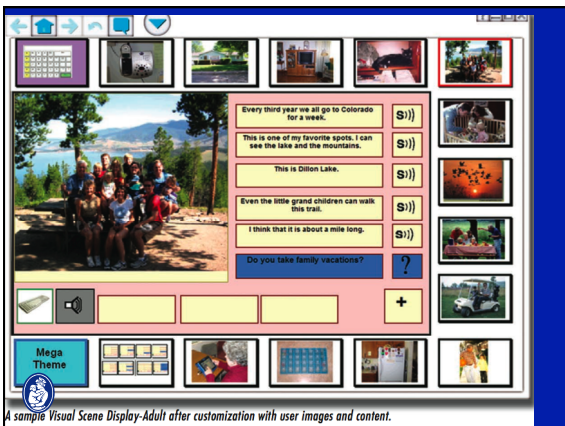 Every third year we all go to Colorado
for a week.
S
This is one of my favorite spots. I can
see the lake and the mountains.
S
This is Dillon Lake.
S
Even the little grand children can walk
this trail.
S
I think that it is about a mile long.
S
Do you take family vacations?
?
+
Mega
Theme
A sample Visual Scene Display-Adult after customization with user images and content.